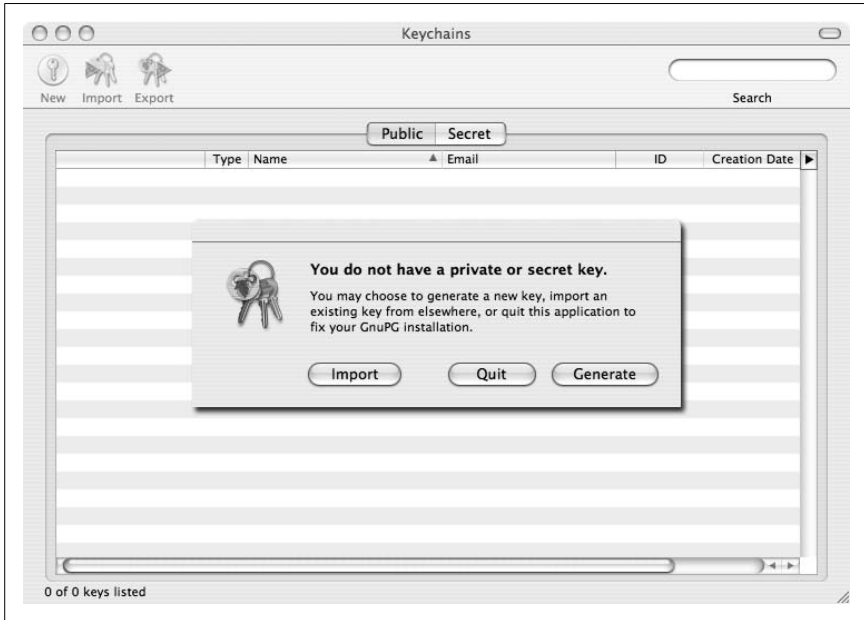 Keychains
New Import Export
Search
Public Secret
Type Name Email ID Creation Date
You do not have a private or secret key.
You may choose to generate a new key, import an
existing key from elsewhere, or quit this application to
fix your GnuPG installation.
Import Quit Generate
0 of 0 keys listed